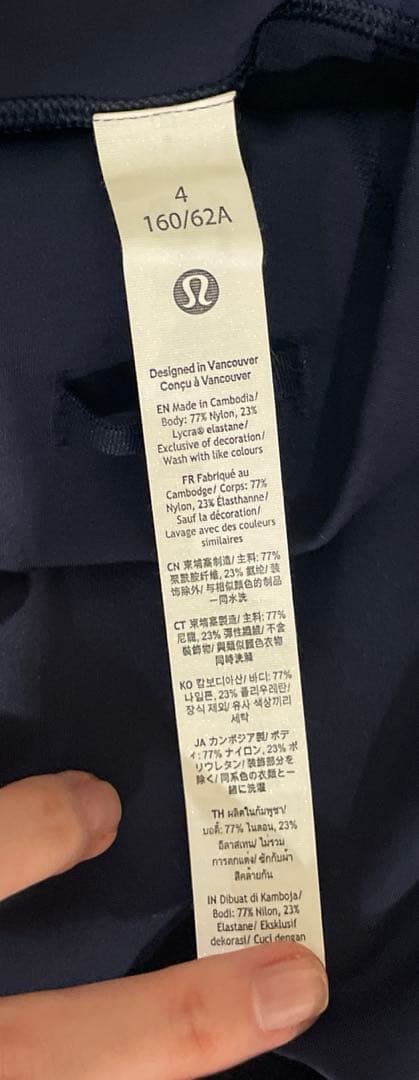 4
160/62A
Designed in Vancouver
Conçu à Vancouver
EN Made in Cambodia/
Body: 77% Nylon, 23%
Lycra® elastane/
Exclusive of decoration/
Wash with like colours
FR Fabriqué au
Cambodge/ Corps: 77%
Nylon, 23% Élasthanne/
Sauf la décoration/
Lavage avec des couleurs
similaires
CN 柬埔寨制造/ 主料: 77%
聚酰胺纤维, 23% 氨纶/ 装
饰除外/ 与相似颜色的制品
一同水洗
CT 柬埔寨製造/ 主料: 77%
尼龍, 23% 彈性纖維/ 不含
裝飾物/ 與類似顏色衣物
同時洗滌
KO 캄보디아산/ 바디: 77%
나일론, 23% 폴리우레탄/
장식 제외/ 유사 색상끼리
세탁
JA カンボジア製/ ボデ
ィ: 77% ナイロン, 23% ポ
リウレタン/ 装飾部分を
除く/ 同系色の衣類と一
緒に洗濯
TH ผลิตในกัมพูชา/
บอดี้: 77% ไนลอน, 23%
อีลาสเทน/ ไม่รวม
การตกแต่ง/ ซักกับผ้า
สีคล้ายกัน
IN Dibuat di Kamboja/
Bodi: 77% Nilon, 23%
Elastane/ Eksklusif
dekorasi/ Cuci dengan